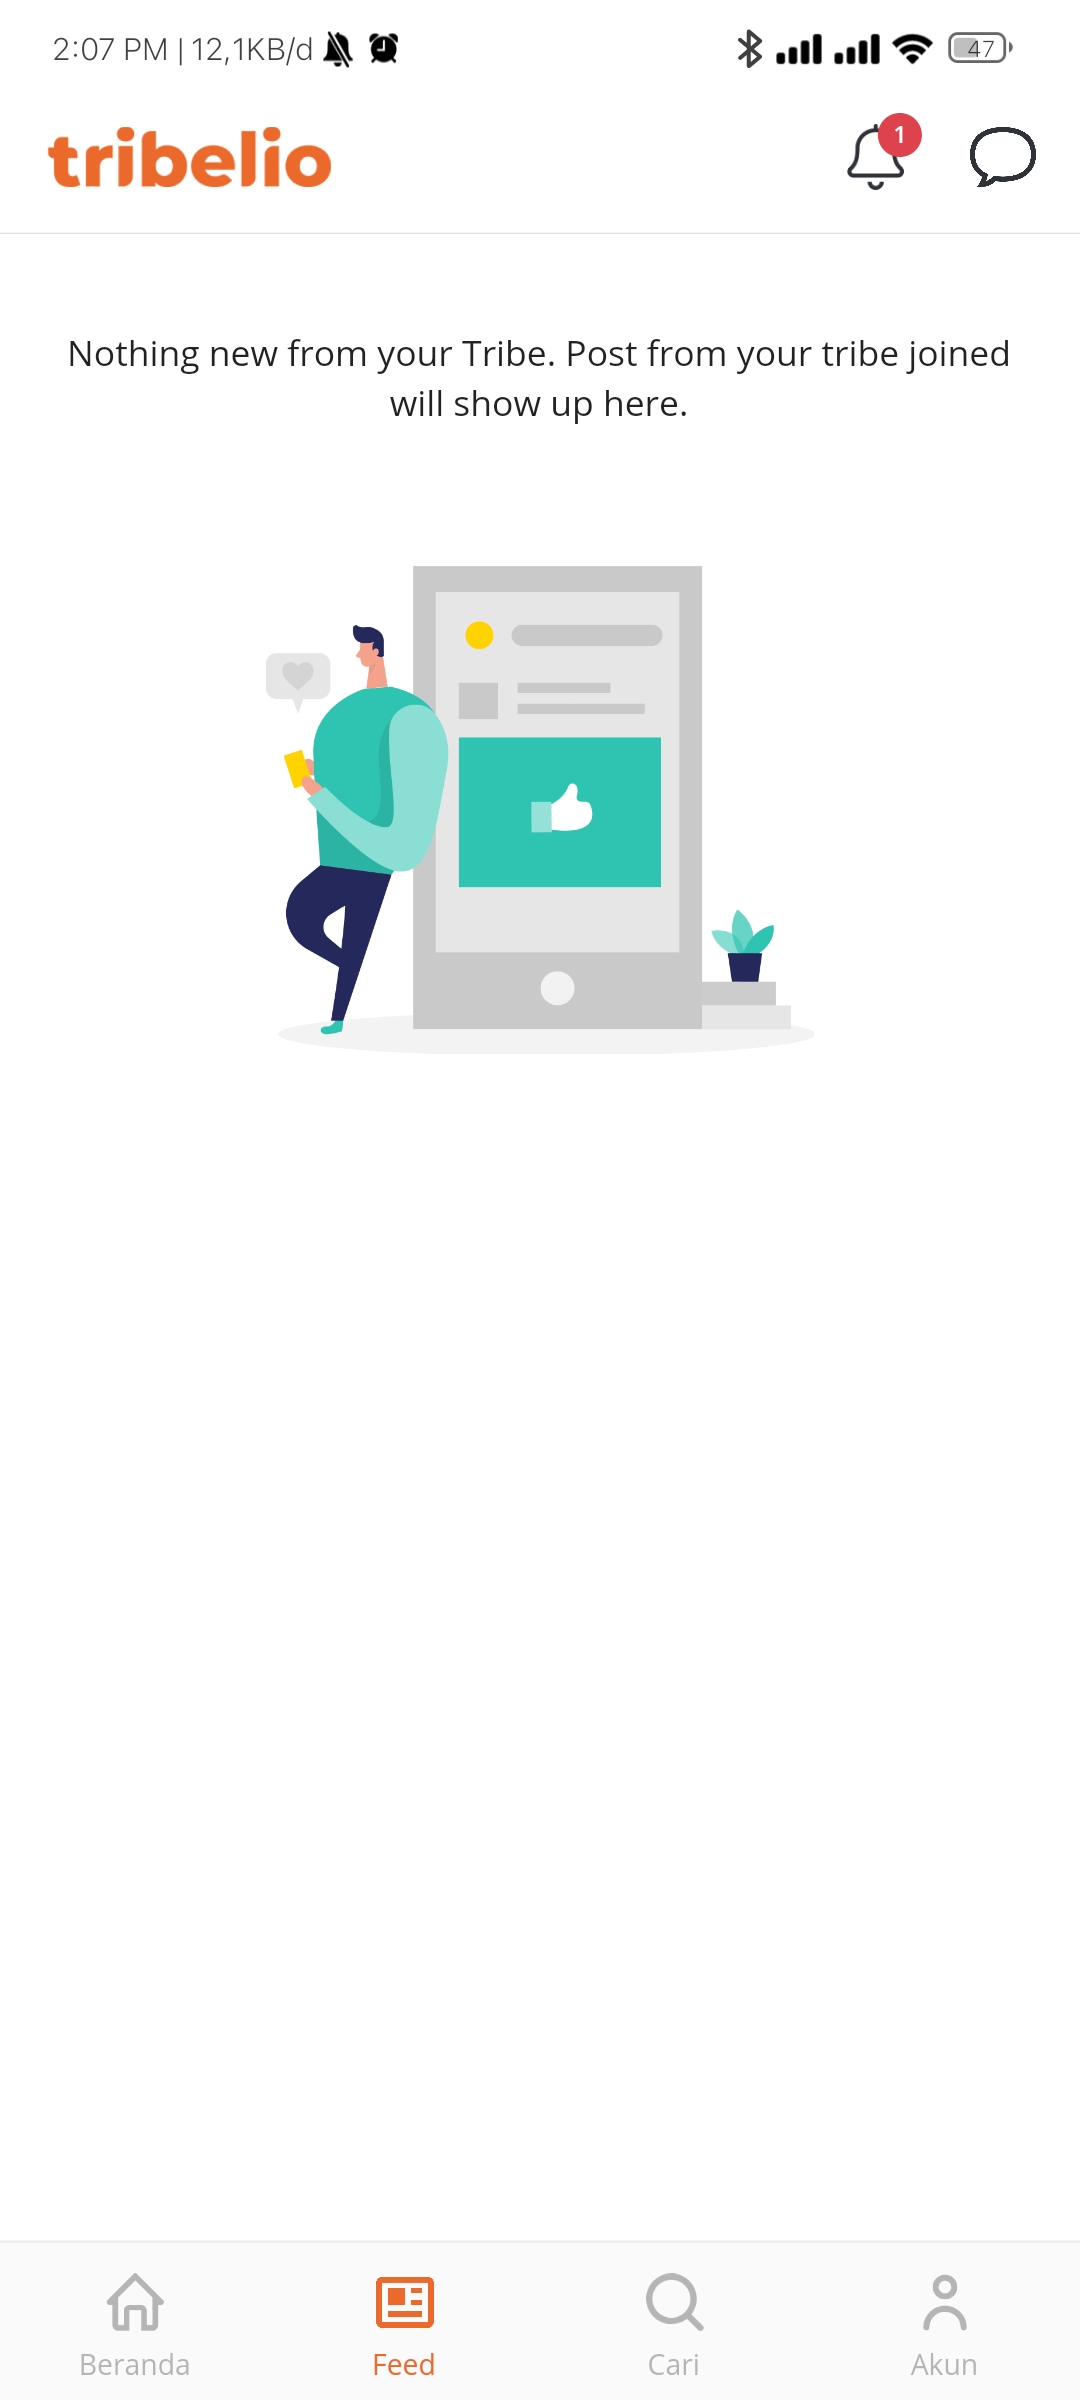 2:07 PM | 12,1KB/d
47
tribelio
1
Nothing new from your Tribe. Post from your tribe joined
will show up here.
Beranda
Feed
Cari
Akun